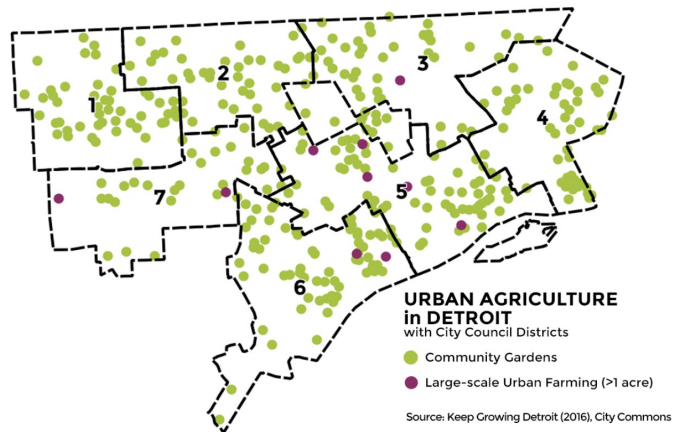 1
2
3
4
5
6
7
URBAN AGRICULTURE
in DETROIT
with City Council Districts
Community Gardens
Large-scale Urban Farming (>1 acre)
Source: Keep Growing Detroit (2016), City Commons